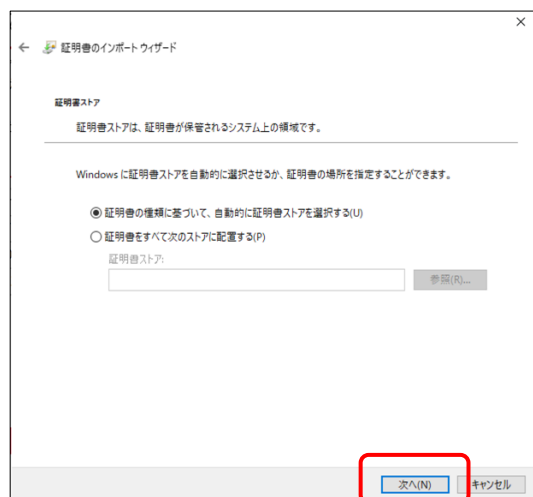 証明書のインポート ウィザード
証明書ストア
証明書ストアは、証明書が保管されるシステム上の領域です。
Windows に証明書ストアを自動的に選択させるか、証明書の場所を指定することができます。
証明書の種類に基づいて、自動的に証明書ストアを選択する(U)
証明書をすべて次のストアに配置する(P)
証明書ストア:
参照(R)...
次へ(N) キャンセル